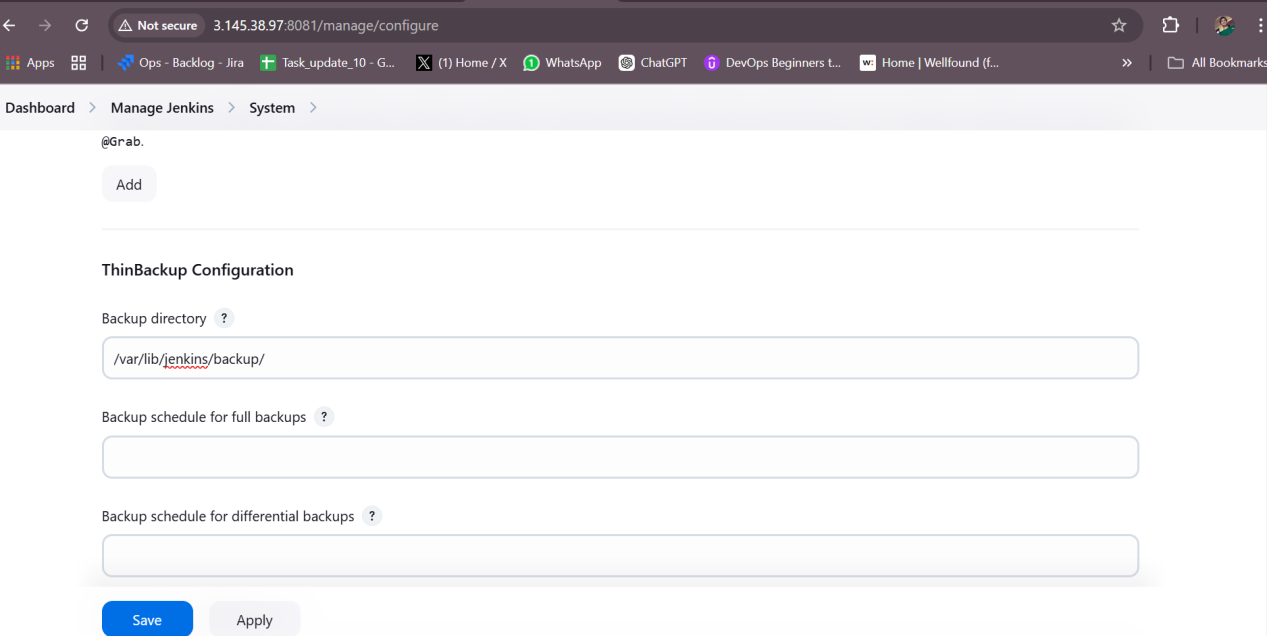 Not secure 3.145.38.97:8081/manage/configure
Apps Ops - Backlog - Jira Task_update_10 - G... (1) Home / X WhatsApp ChatGPT DevOps Beginners t... Home | Wellfound (f... » All Bookmarks
Dashboard > Manage Jenkins > System >
@Grab.
Add
ThinBackup Configuration
Backup directory ?
/var/lib/jenkins/backup/
Backup schedule for full backups ?
Backup schedule for differential backups ?
Save Apply